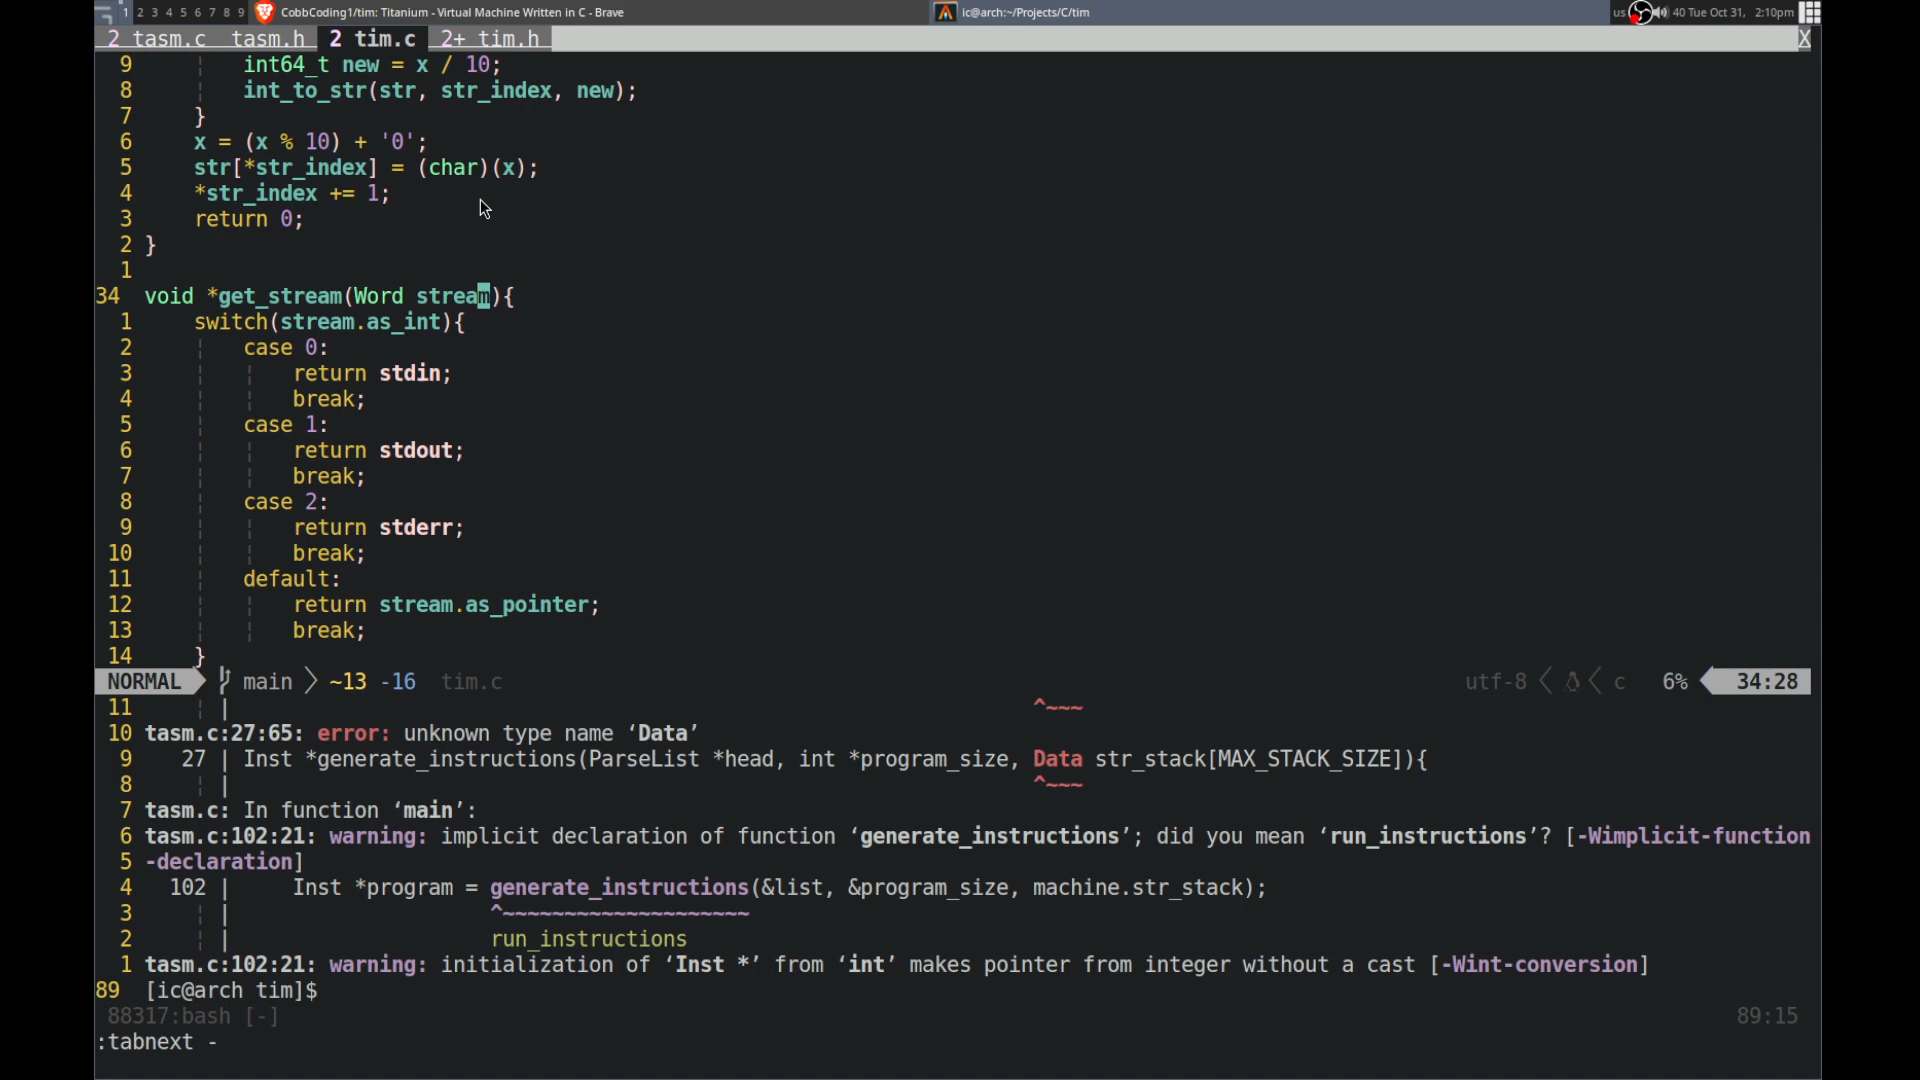 1 2 3 4 5 6 7 8 9 CobbCoding1/tim: Titanium - Virtual Machine Written in C - Brave ic@arch:~/Projects/C/tim us 40 Tue Oct 31, 2:10pm
2 tasm.c tasm.h 2 tim.c 2+ tim.h X
9 int64_t new = x / 10;
8 int_to_str(str, str_index, new);
7 }
6 x = (x % 10) + '0';
5 str[*str_index] = (char)(x);
4 *str_index += 1;
3 return 0;
2 }
1
34 void *get_stream(Word stream){
1 switch(stream.as_int){
2 case 0:
3 return stdin;
4 break;
5 case 1:
6 return stdout;
7 break;
8 case 2:
9 return stderr;
10 break;
11 default:
12 return stream.as_pointer;
13 break;
14 }
NORMAL main ~13 -16 tim.c utf-8 c 6% 34:28
11 | ^~~~
10 tasm.c:27:65: error: unknown type name ‘Data’
9 27 | Inst *generate_instructions(ParseList *head, int *program_size, Data str_stack[MAX_STACK_SIZE]){
8 | ^~~~
7 tasm.c: In function ‘main’:
6 tasm.c:102:21: warning: implicit declaration of function ‘generate_instructions’; did you mean ‘run_instructions’? [-Wimplicit-function
5 -declaration]
4 102 | Inst *program = generate_instructions(&list, &program_size, machine.str_stack);
3 | ^~~~~~~~~~~~~~~~~~~~~
2 | run_instructions
1 tasm.c:102:21: warning: initialization of ‘Inst *’ from ‘int’ makes pointer from integer without a cast [-Wint-conversion]
89 [ic@arch tim]$
88317:bash [-] 89:15
:tabnext -